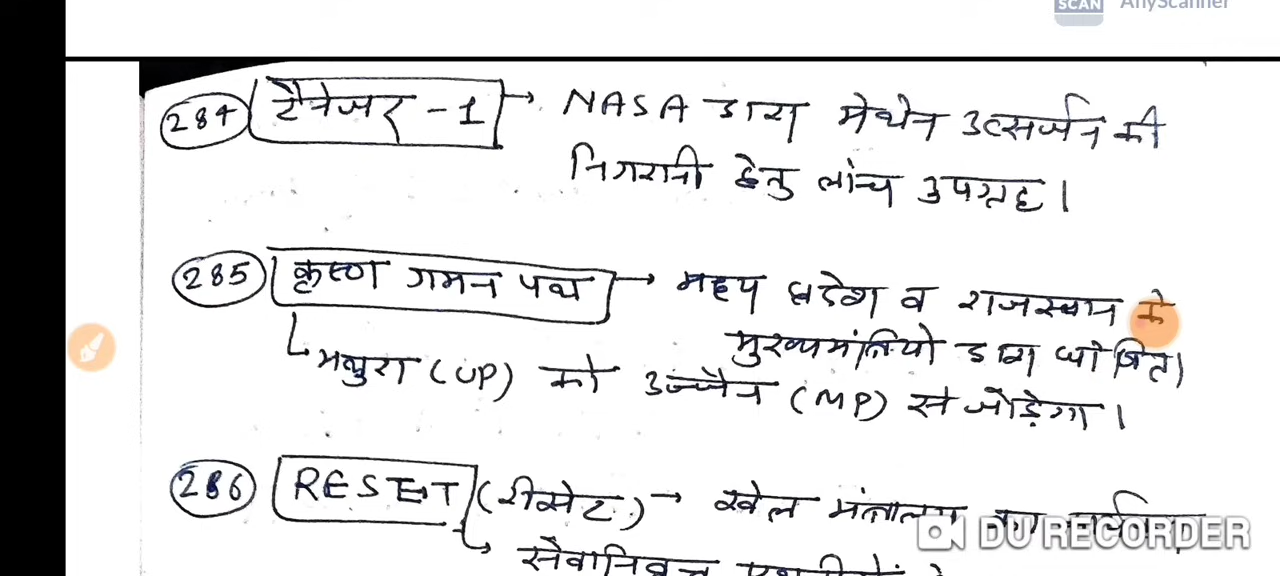 SCAN AnyScanner
284 टैनेजर -1 → NASA द्वारा मेथेन उत्सर्जन की
निगरानी हेतु लांन्च उपग्रह।
285 कृष्ण गमन पथ → मध्य प्रदेश व राजस्थान के
मुख्यमंत्रियो द्वारा घोषित।
मथुरा (UP) को उज्जैन (MP) से जोड़ेगा।
286 RESET (रीसेट) → खेल मंत्रालय का
DU RECORDER
सेवानिवृत्त